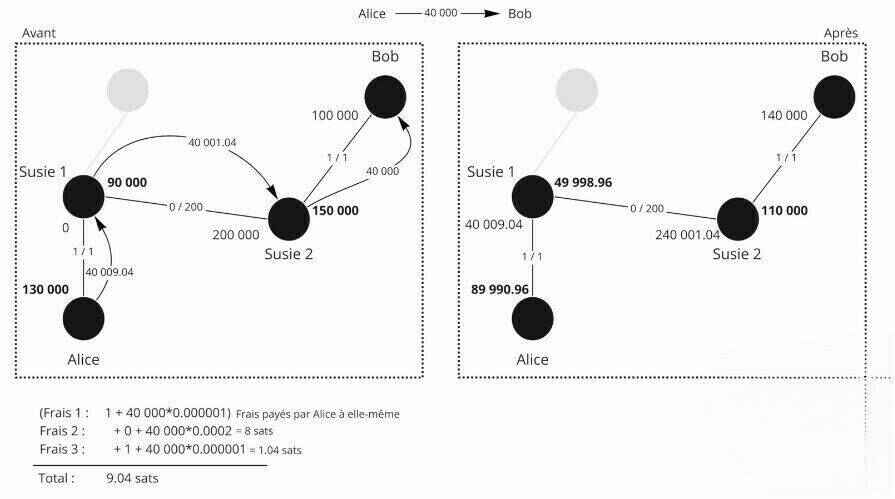 Alice 40 000 Bob
Avant
Bob
100 000
40 001.04
1 / 1
40 000
Susie 1
90 000
0 / 200
150 000
0
200 000
Susie 2
1 / 1
40 009.04
130 000
Alice
Après
Bob
140 000
1 / 1
Susie 1
49 998.96
0 / 200
110 000
40 009.04
240 001.04
Susie 2
1 / 1
89 990.96
Alice
(Frais 1 : 1 + 40 000*0.000001) Frais payés par Alice à elle-même
Frais 2 : + 0 + 40 000*0.0002 = 8 sats
Frais 3 : + 1 + 40 000*0.000001 = 1.04 sats
Total : 9.04 sats